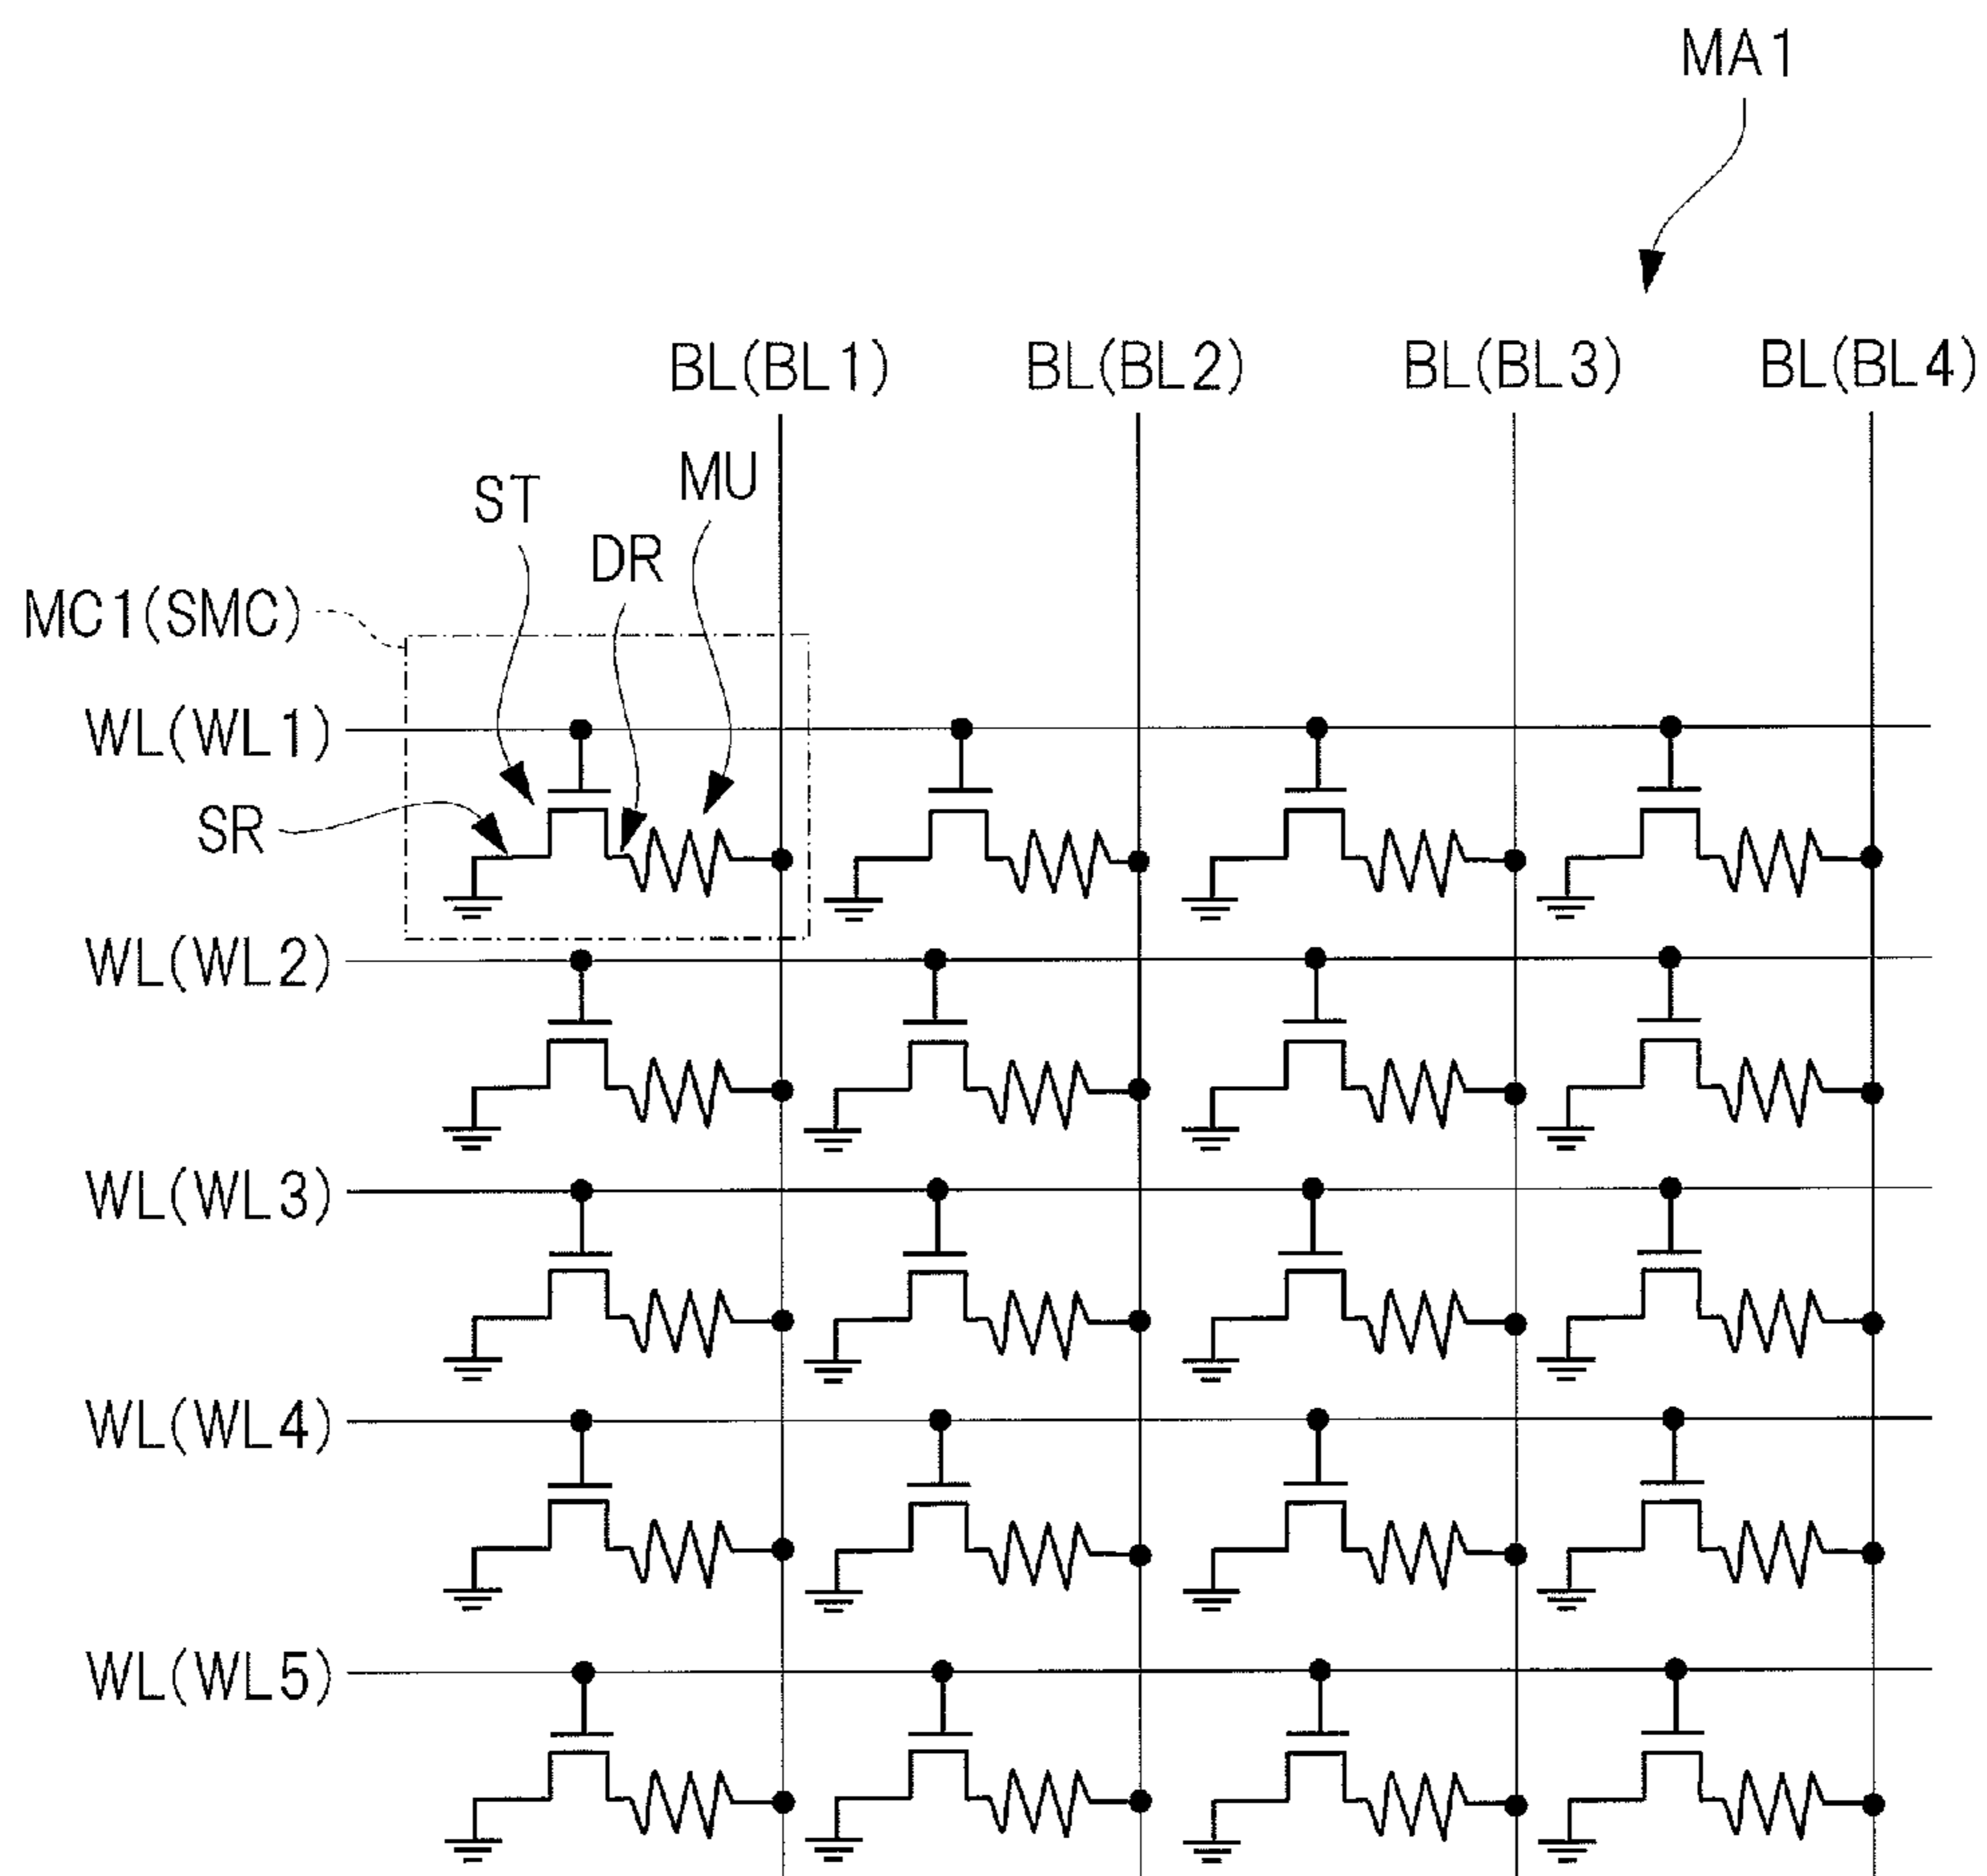 MA1
BL(BL1) BL(BL2) BL(BL3) BL(BL4)
MU
ST
DR
MC1(SMC)
WL(WL1)
SR
WL(WL2)
WL(WL3)
WL(WL4)
WL(WL5)